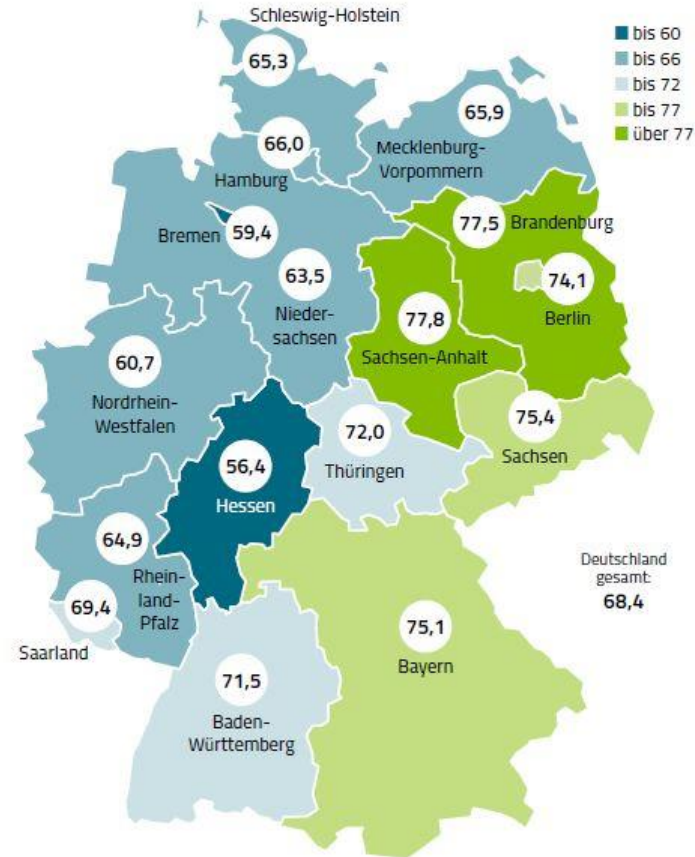 Schleswig-Holstein
65,3
bis 60
bis 66
bis 72
bis 77
über 77
65,9
Mecklenburg-
Vorpommern
66,0
Hamburg
Bremen
59,4
77,5
Brandenburg
63,5
Nieder-
sachsen
74,1
Berlin
77,8
Sachsen-Anhalt
60,7
Nordrhein-
Westfalen
72,0
Thüringen
75,4
Sachsen
56,4
Hessen
64,9
Rhein-
land-
Pfalz
69,4
Saarland
Deutschland
gesamt:
68,4
75,1
Bayern
71,5
Baden-
Württemberg